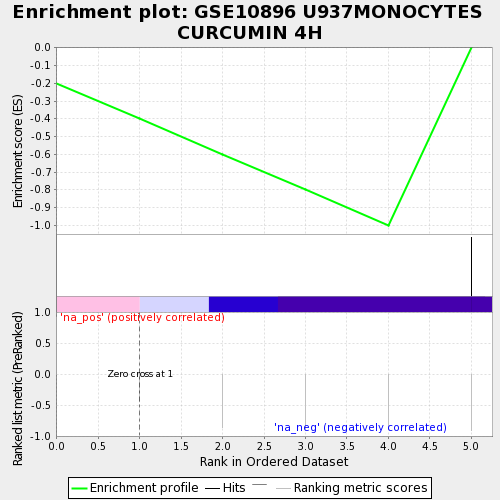 Enrichment plot: GSE10896 U937MONOCYTES
CURCUMIN 4H
Enrichment score (ES)
0.0
-0.1
-0.2
-0.3
-0.4
-0.5
-0.6
-0.7
-0.8
-0.9
-1.0
Ranked list metric (PreRanked)
1.0
0.5
0.0
-0.5
-1.0
'na_pos' (positively correlated)
Zero cross at 1
'na_neg' (negatively correlated)
0.0 0.5 1.0 1.5 2.0 2.5 3.0 3.5 4.0 4.5 5.0
Rank in Ordered Dataset
Enrichment profile Hits Ranking metric scores